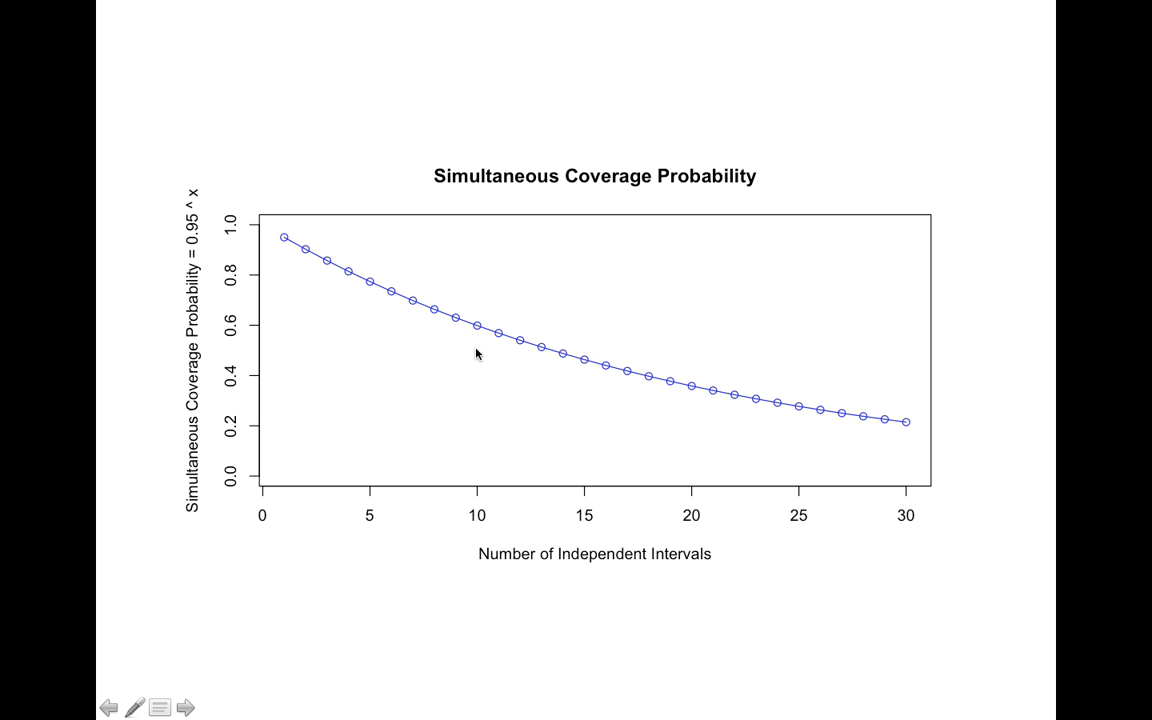 Simultaneous Coverage Probability
Simultaneous Coverage Probability = 0.95 ^ x
1.0
0.8
0.6
0.4
0.2
0.0
0 5 10 15 20 25 30
Number of Independent Intervals